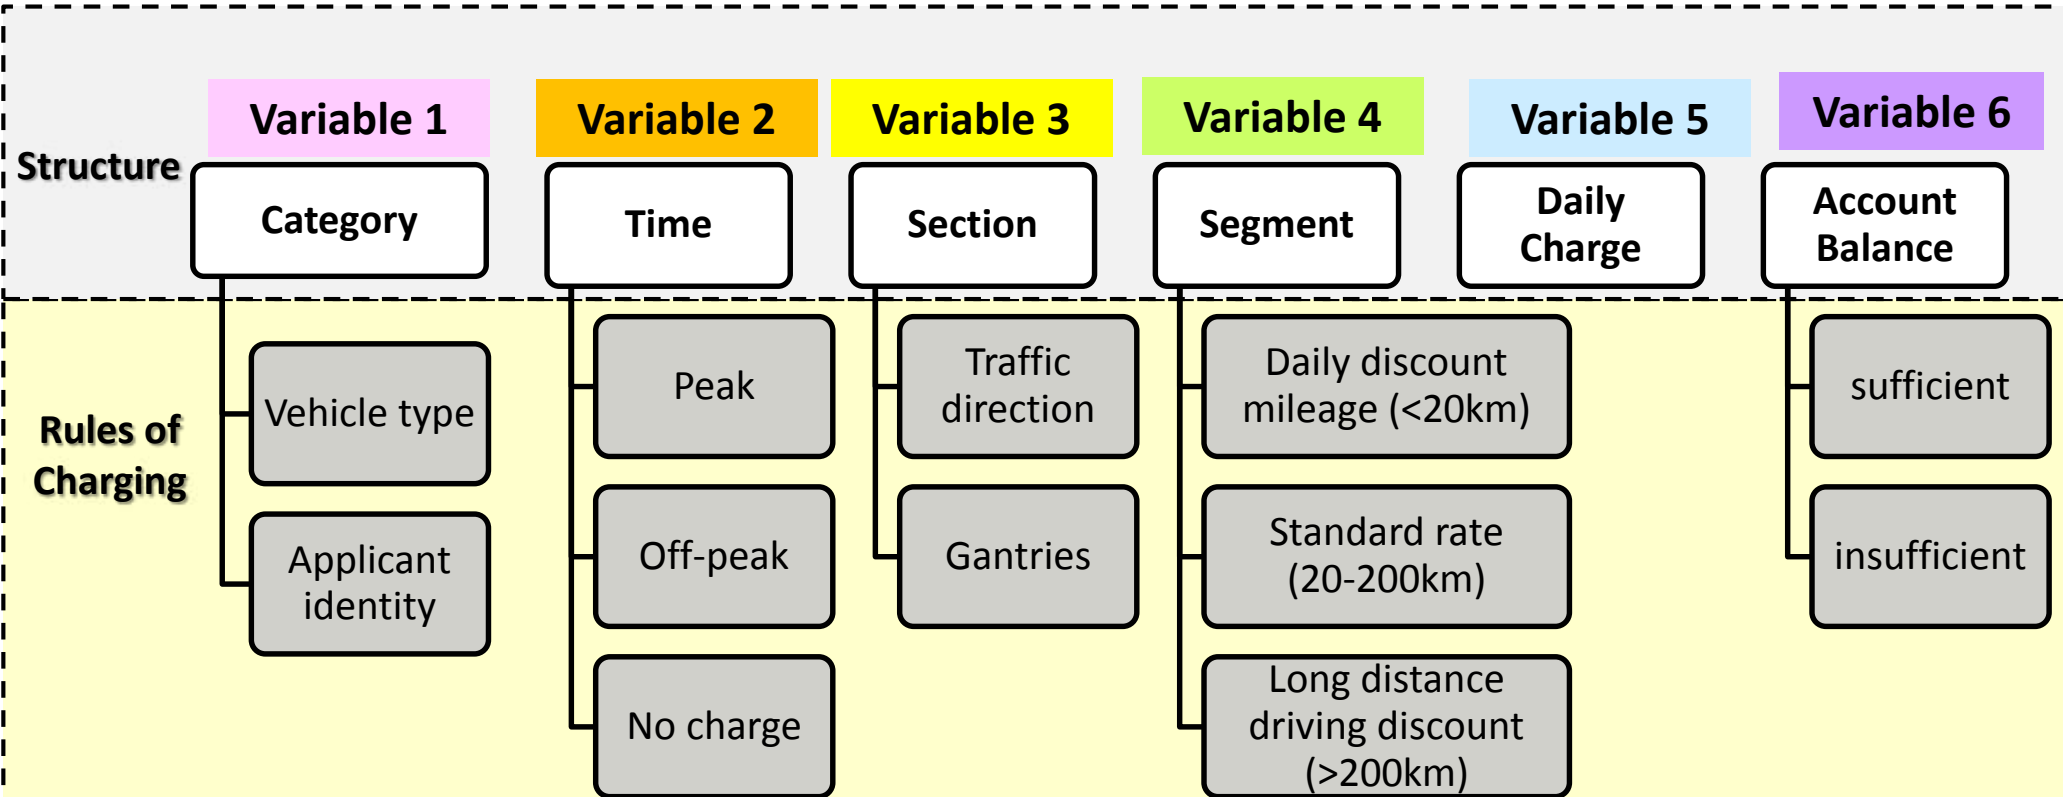 Structure
Variable 1
Variable 2
Variable 3
Variable 4
Variable 5
Variable 6
Category
Time
Section
Segment
Daily
Charge
Account
Balance
Rules of
Charging
Vehicle type
Applicant
identity
Peak
Off-peak
No charge
Traffic
direction
Gantries
Daily discount
mileage (<20km)
Standard rate
(20-200km)
Long distance
driving discount
(>200km)
sufficient
insufficient